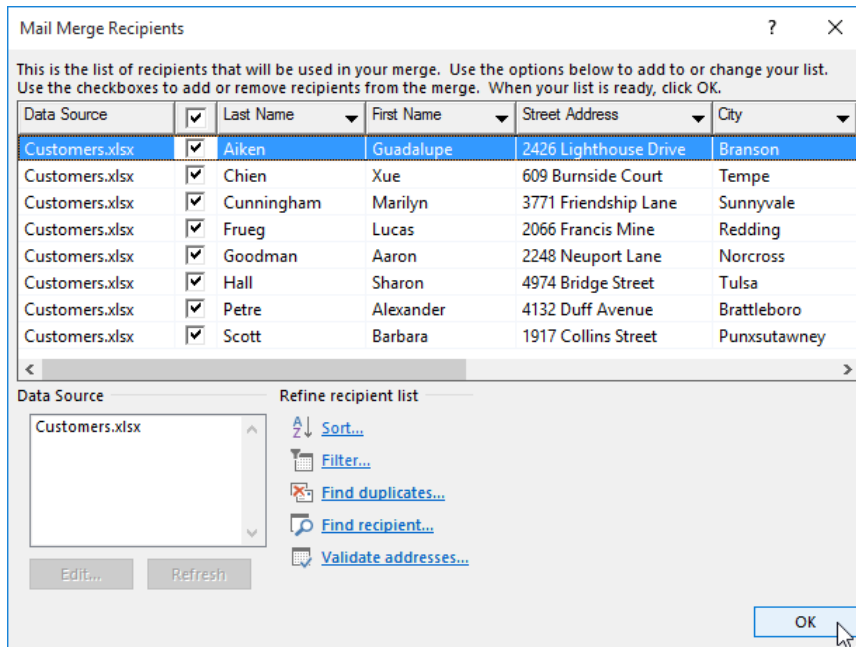 Mail Merge Recipients ?
This is the list of recipients that will be used in your merge. Use the options below to add to or change your list.
Use the checkboxes to add or remove recipients from the merge. When your list is ready, click OK.
Data Source Last Name First Name Street Address City
Customers.xlsx Aiken Guadalupe 2426 Lighthouse Drive Branson
Customers.xlsx Chien Xue 609 Burnside Court Tempe
Customers.xlsx Cunningham Marilyn 3771 Friendship Lane Sunnyvale
Customers.xlsx Frueg Lucas 2066 Francis Mine Redding
Customers.xlsx Goodman Aaron 2248 Neuport Lane Norcross
Customers.xlsx Hall Sharon 4974 Bridge Street Tulsa
Customers.xlsx Petre Alexander 4132 Duff Avenue Brattleboro
Customers.xlsx Scott Barbara 1917 Collins Street Punxsutawney
Data Source Refine recipient list
Customers.xlsx
Sort...
Filter...
Find duplicates...
Find recipient...
Validate addresses...
Edit... Refresh
OK